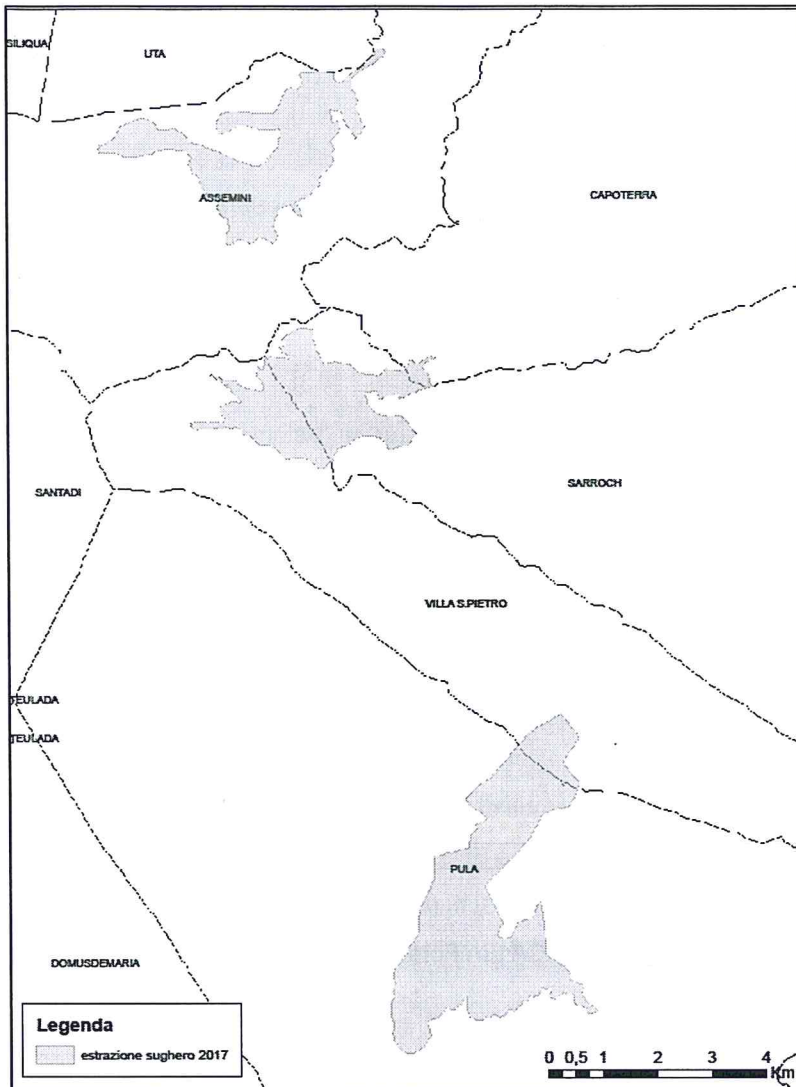 SILIQUA
UTA
ASSEMINI
CAPOTERRA
SANTADI
SARROCH
VILLA S.PIETRO
TEULADA
TEULADA
PULA
DOMUSDEMARIA
Legenda
estrazione sughero 2017
0 0,5 1 2 3 4
Km